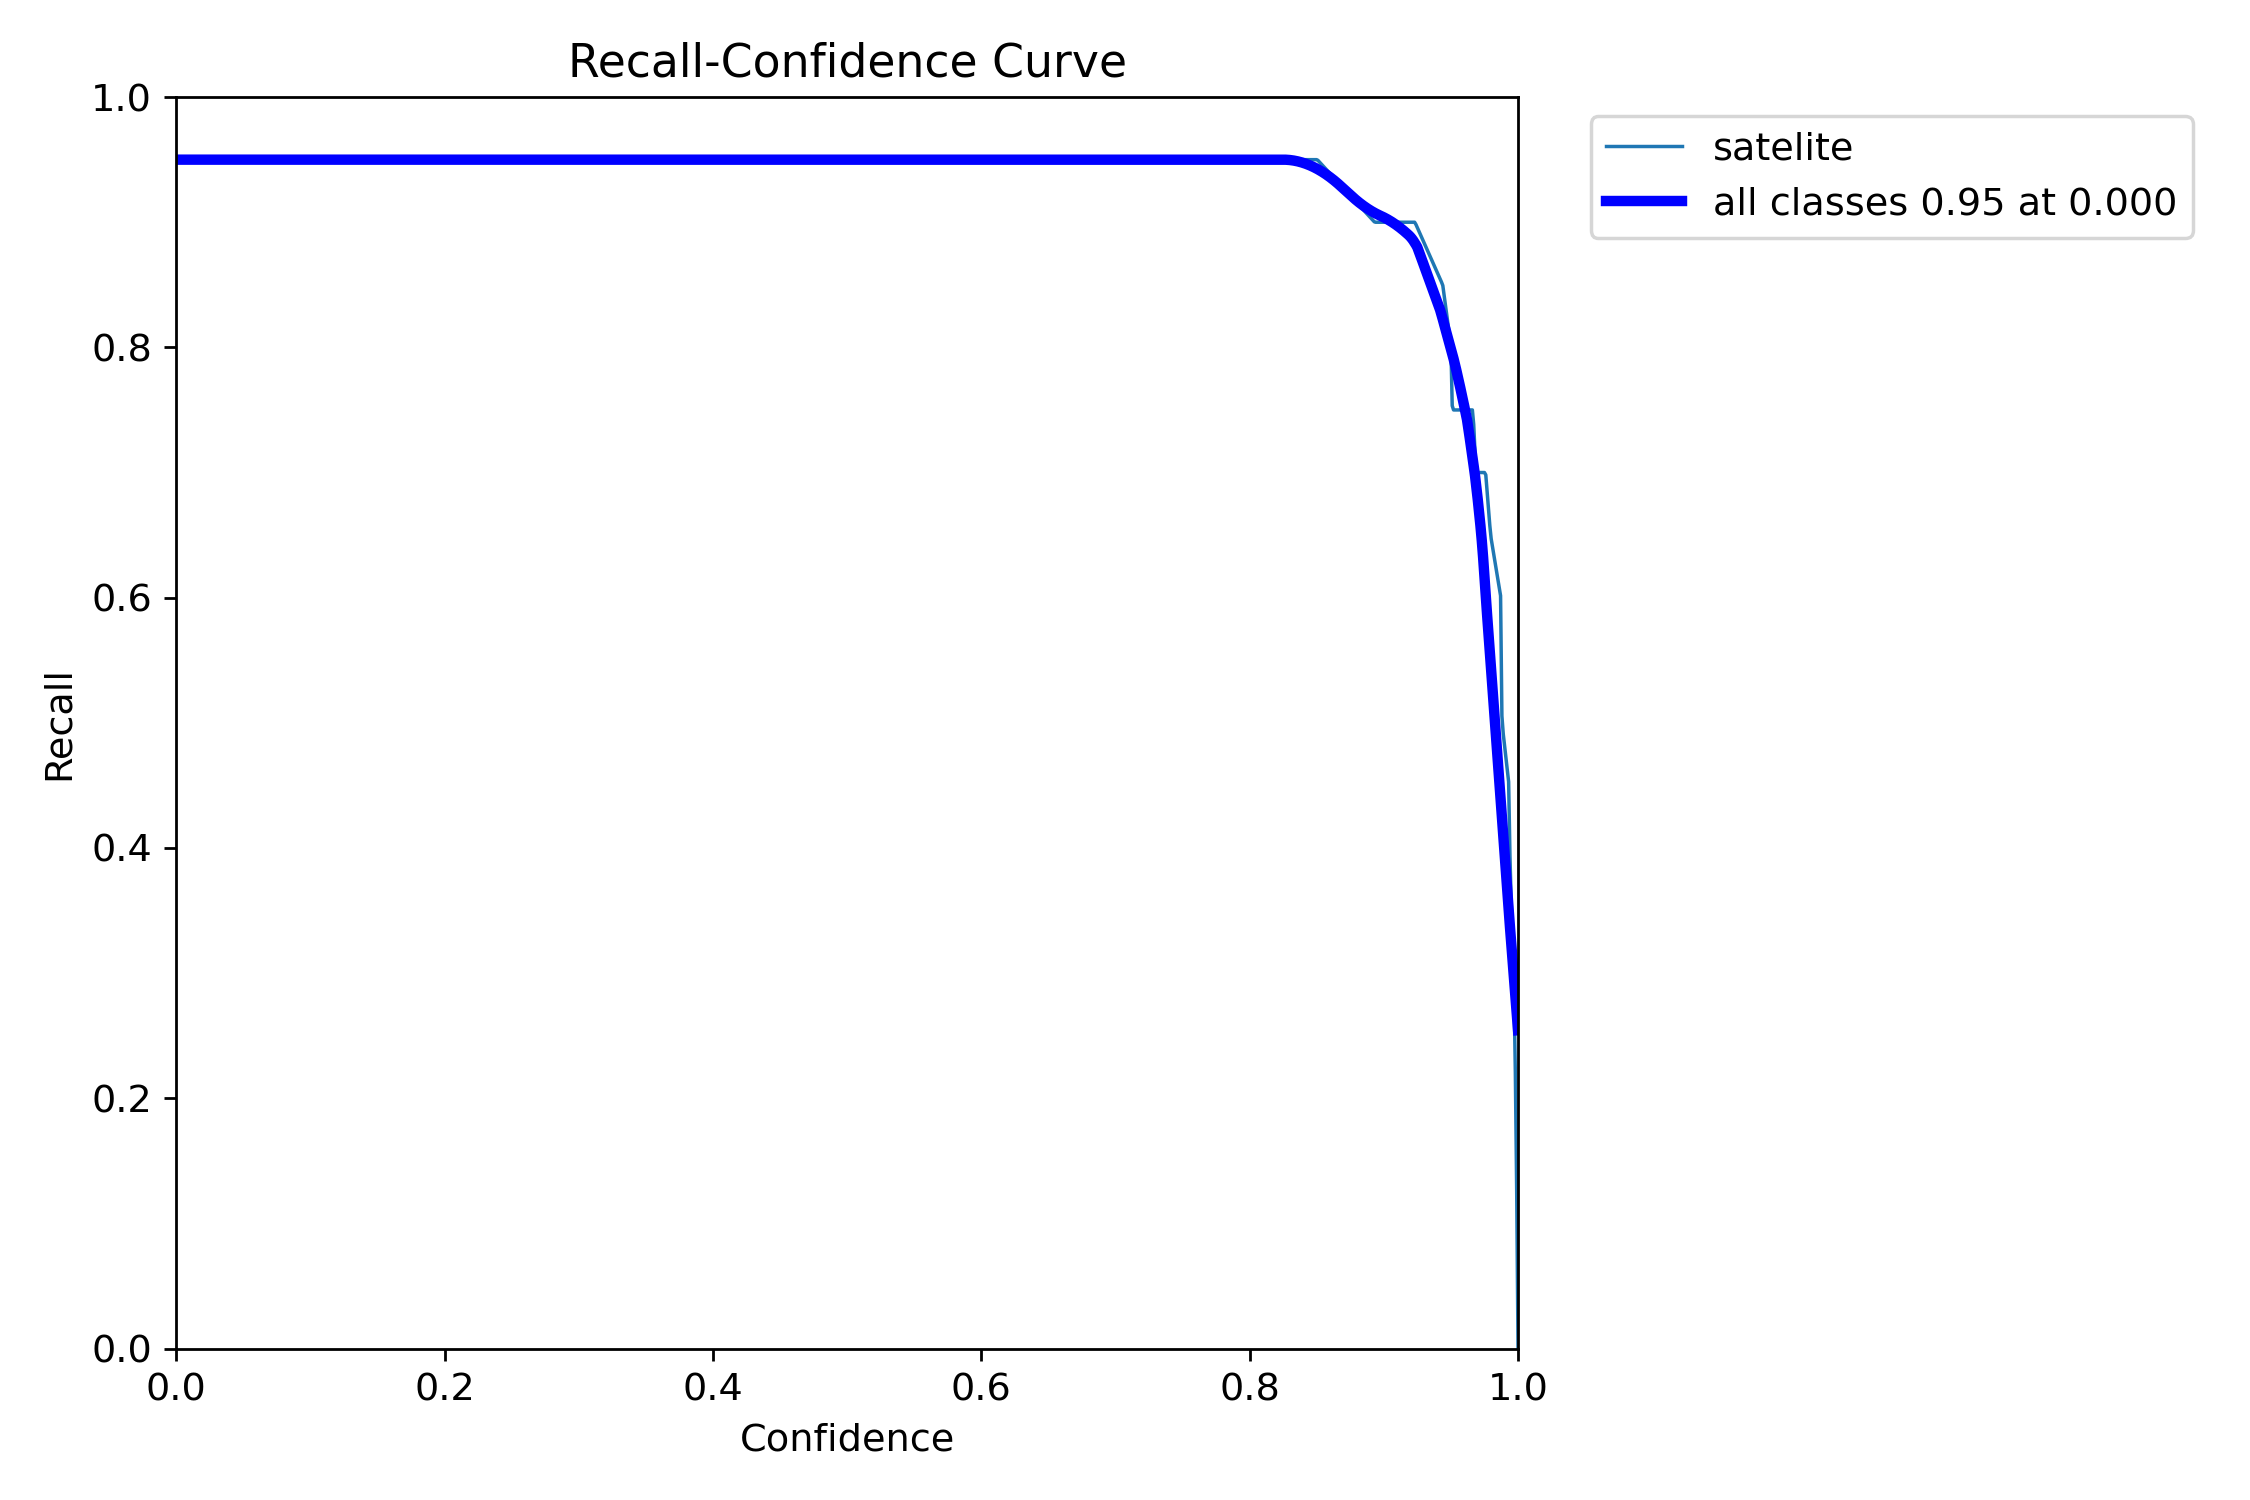 Recall-Confidence Curve
satelite
all classes 0.95 at 0.000
1.0
0.8
0.6
0.4
0.2
0.0
Recall
0.0 0.2 0.4 0.6 0.8 1.0
Confidence